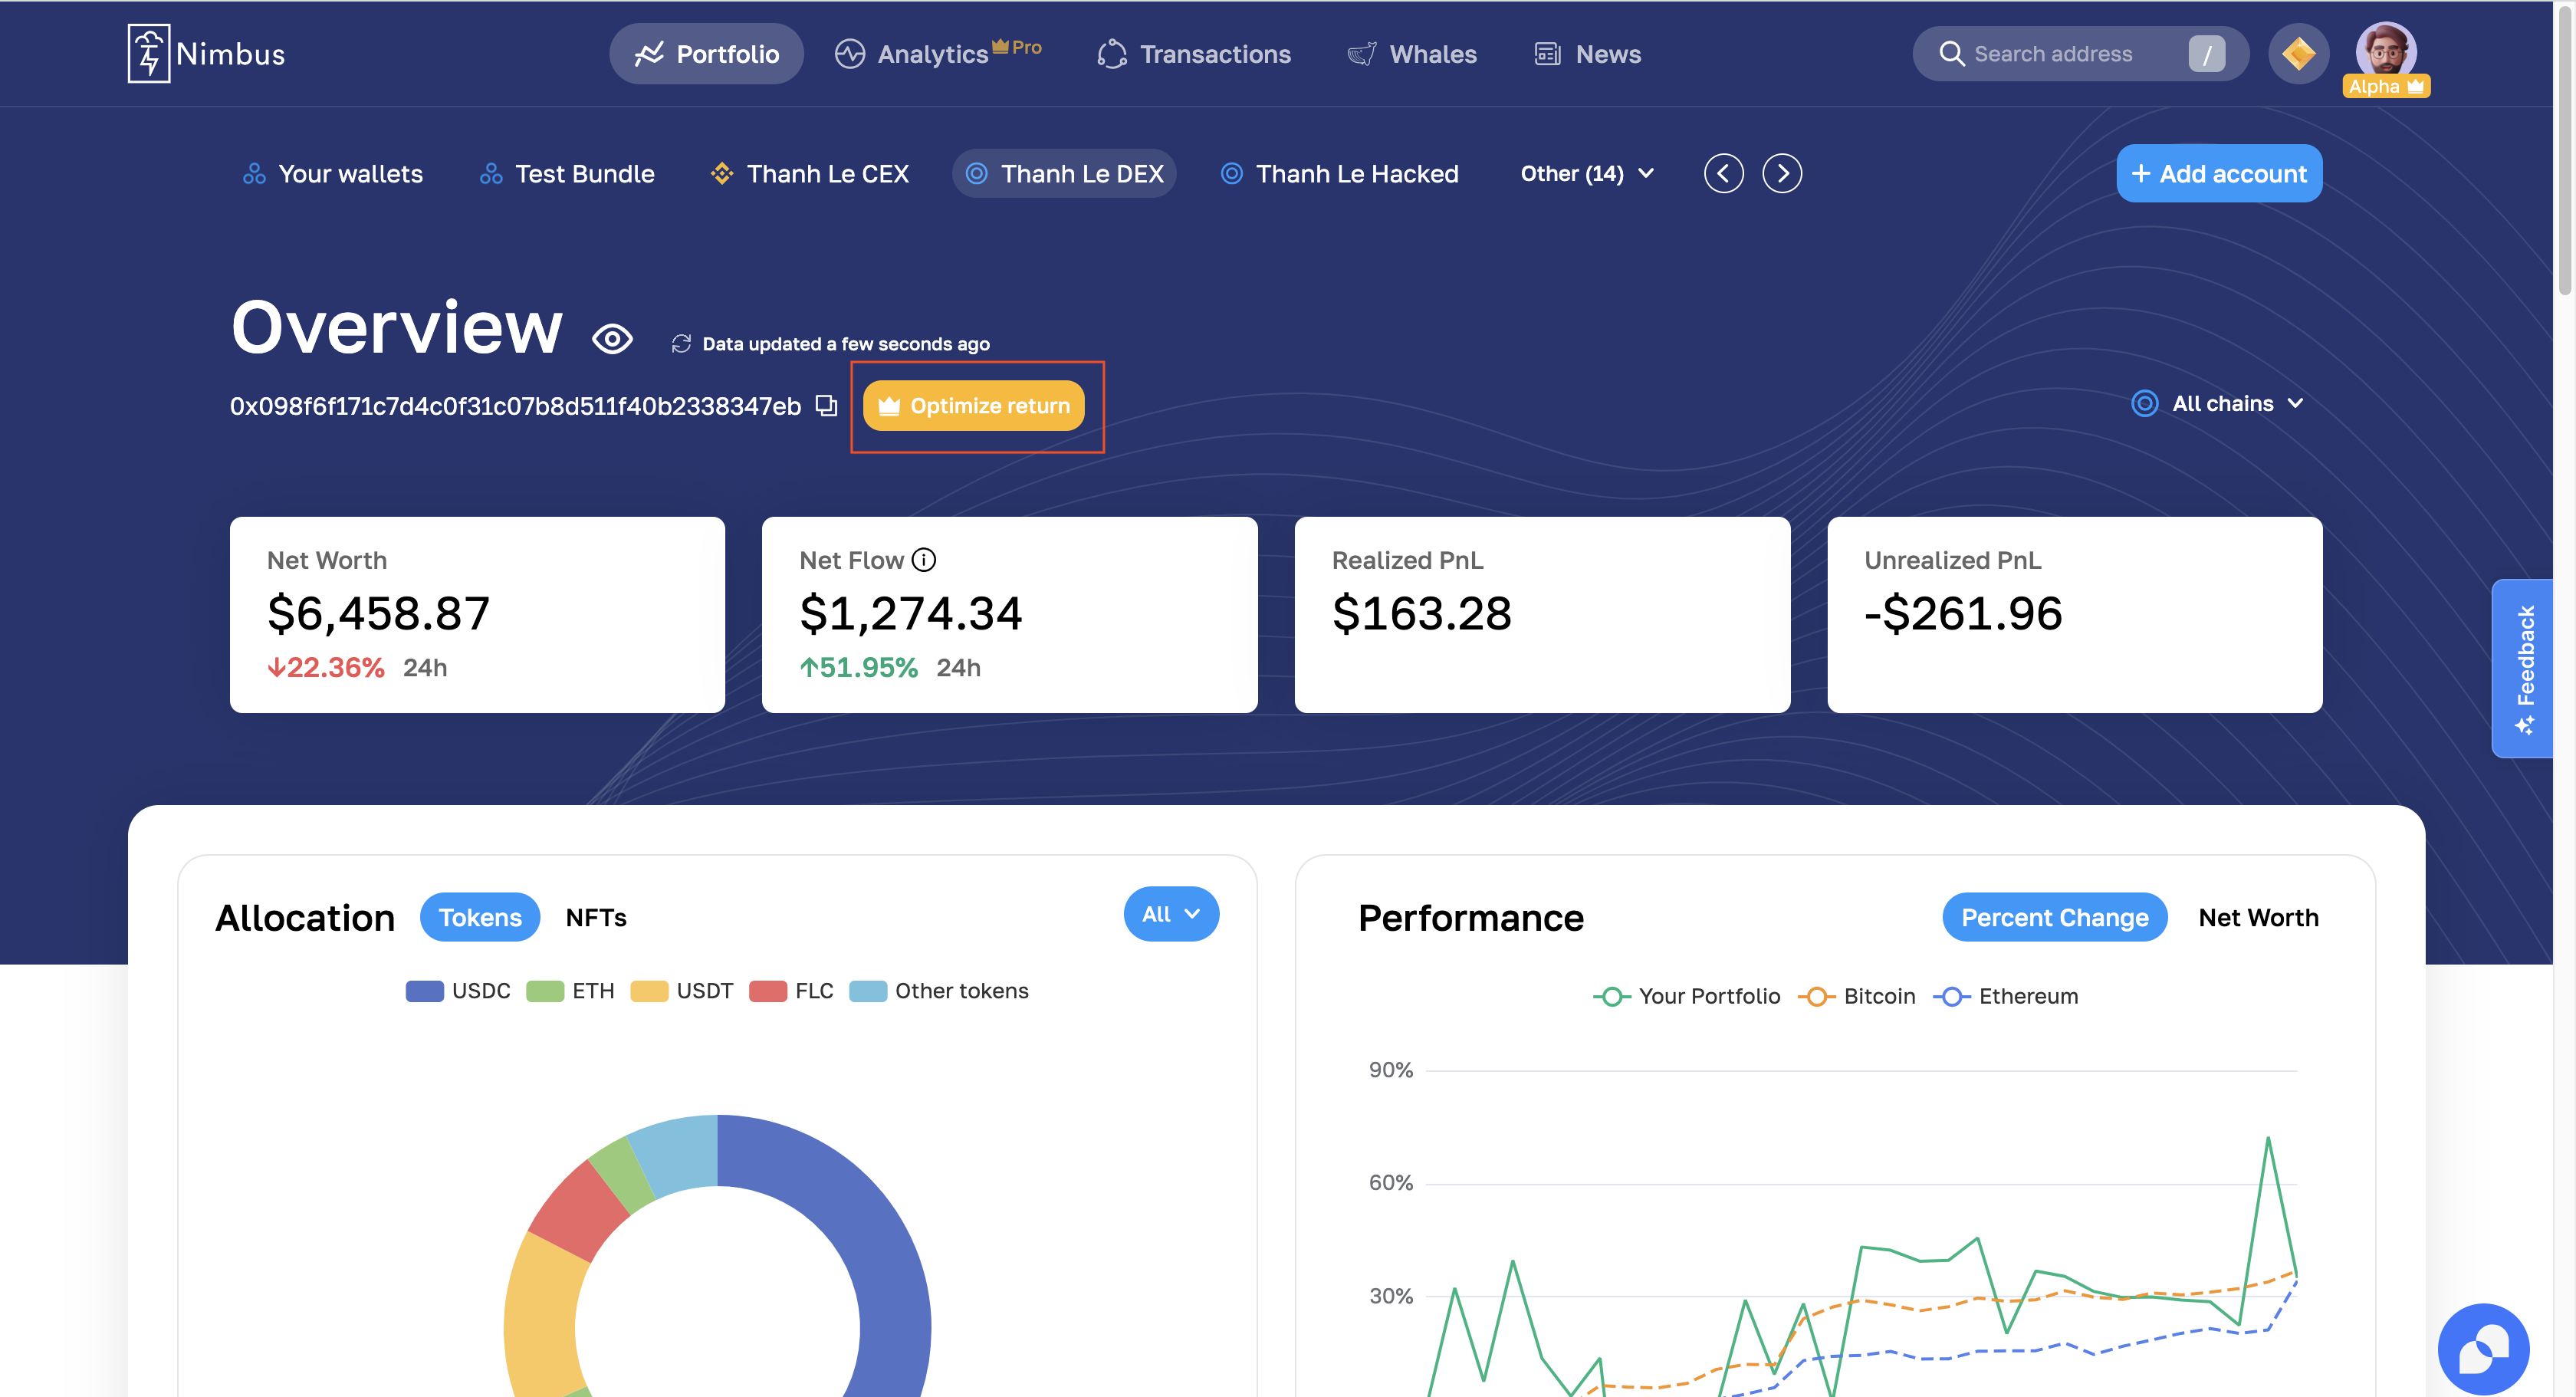 Nimbus
Portfolio
Analytics Pro
Transactions
Whales
News
Search address
/
Alpha
Your wallets
Test Bundle
Thanh Le CEX
Thanh Le DEX
Thanh Le Hacked
Other (14)
+ Add account
Overview
Data updated a few seconds ago
0x098f6f171c7d4c0f31c07b8d511f40b2338347eb
Optimize return
All chains
Net Worth
$6,458.87
↓22.36% 24h
Net Flow
$1,274.34
↑51.95% 24h
Realized PnL
$163.28
Unrealized PnL
-$261.96
Feedback
Allocation
Tokens
NFTs
All
USDC
ETH
USDT
FLC
Other tokens
Performance
Percent Change
Net Worth
Your Portfolio
Bitcoin
Ethereum
90%
60%
30%